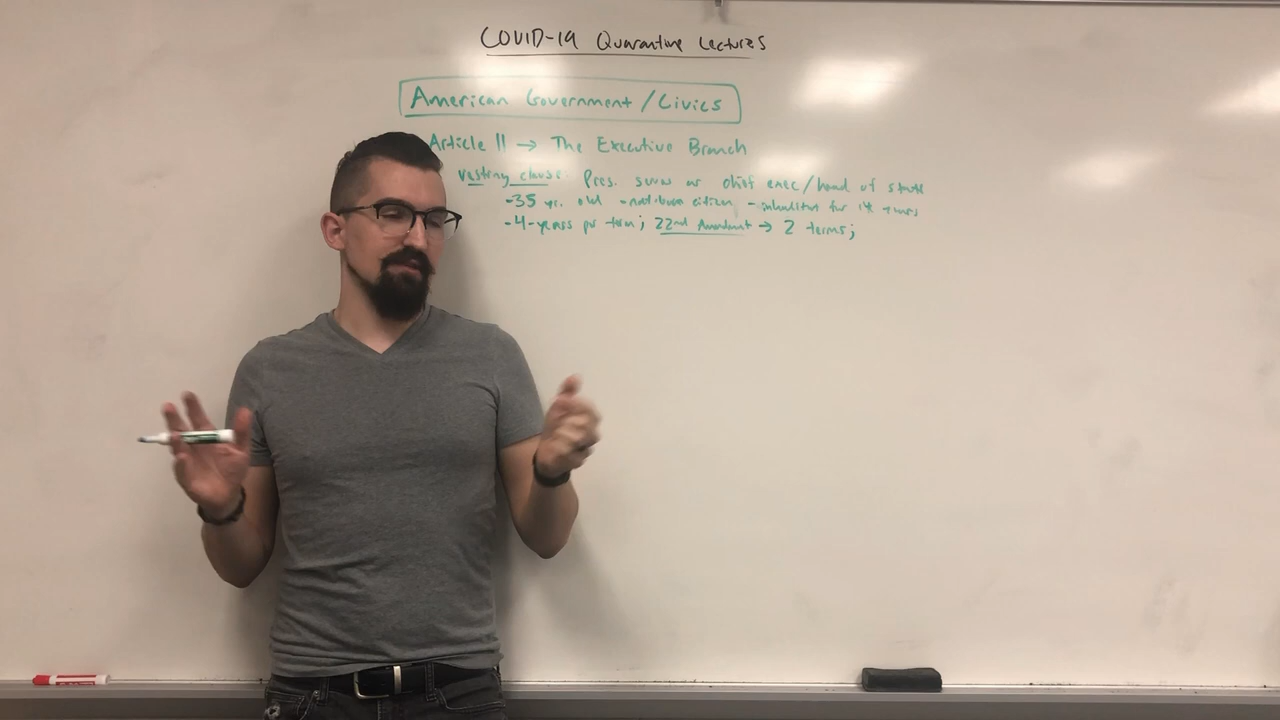 COVID-19 Quarantine Lectures
American Government/Civics
Article II → The Executive Branch
Vesting clause: Pres. serves as chief exec/head of state
-35 yr. old -natl born citizen - inhabitant for 14 years
-4-years per term; 22nd Amendment → 2 terms;